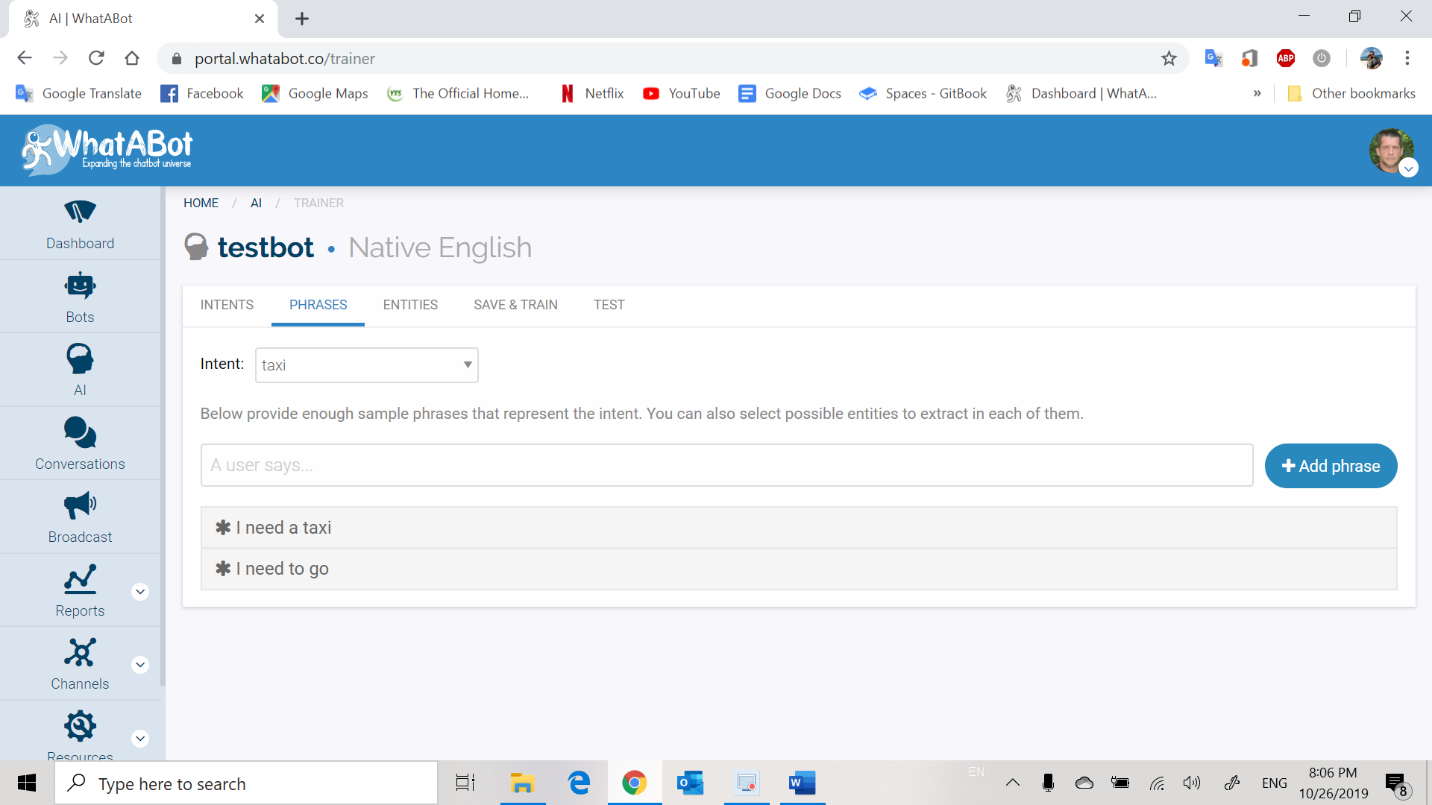 AI | WhatABot
portal.whatabot.co/trainer
ABP
Google Translate Facebook Google Maps The Official Home... Netflix YouTube Google Docs Spaces - GitBook Dashboard | WhatA... » Other bookmarks
WhatABot
Expanding the chatbot universe
HOME / AI / TRAINER
testbot • Native English
Dashboard
Bots
AI
Conversations
Broadcast
Reports
Channels
Resources
INTENTS PHRASES ENTITIES SAVE & TRAIN TEST
Intent: taxi
Below provide enough sample phrases that represent the intent. You can also select possible entities to extract in each of them.
A user says... Add phrase
I need a taxi
I need to go
Type here to search
EN
ENG
8:06 PM
10/26/2019
8